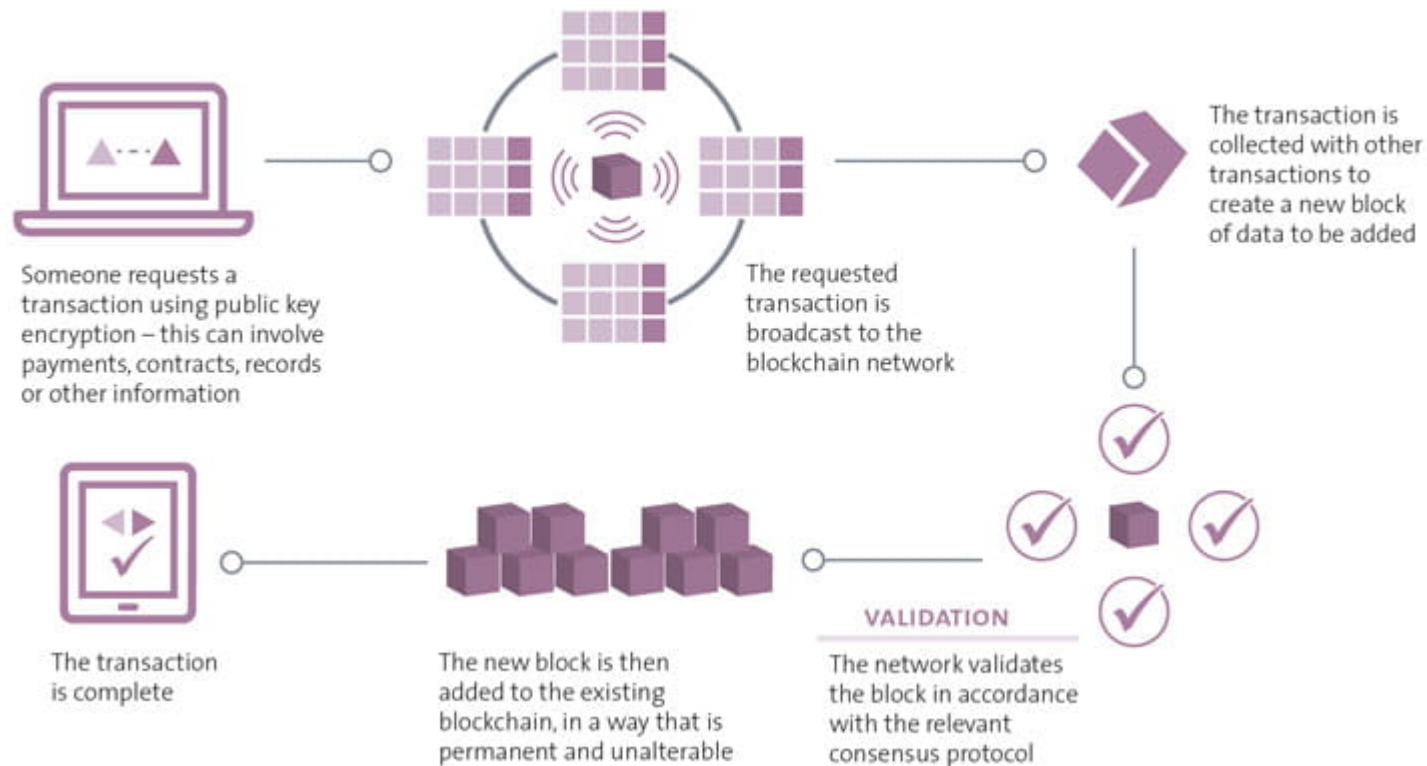 Someone requests a
transaction using public key
encryption – this can involve
payments, contracts, records
or other information
The requested
transaction is
broadcast to the
blockchain network
The transaction is
collected with other
transactions to
create a new block
of data to be added
VALIDATION
The network validates
the block in accordance
with the relevant
consensus protocol
The new block is then
added to the existing
blockchain, in a way that is
permanent and unalterable
The transaction
is complete